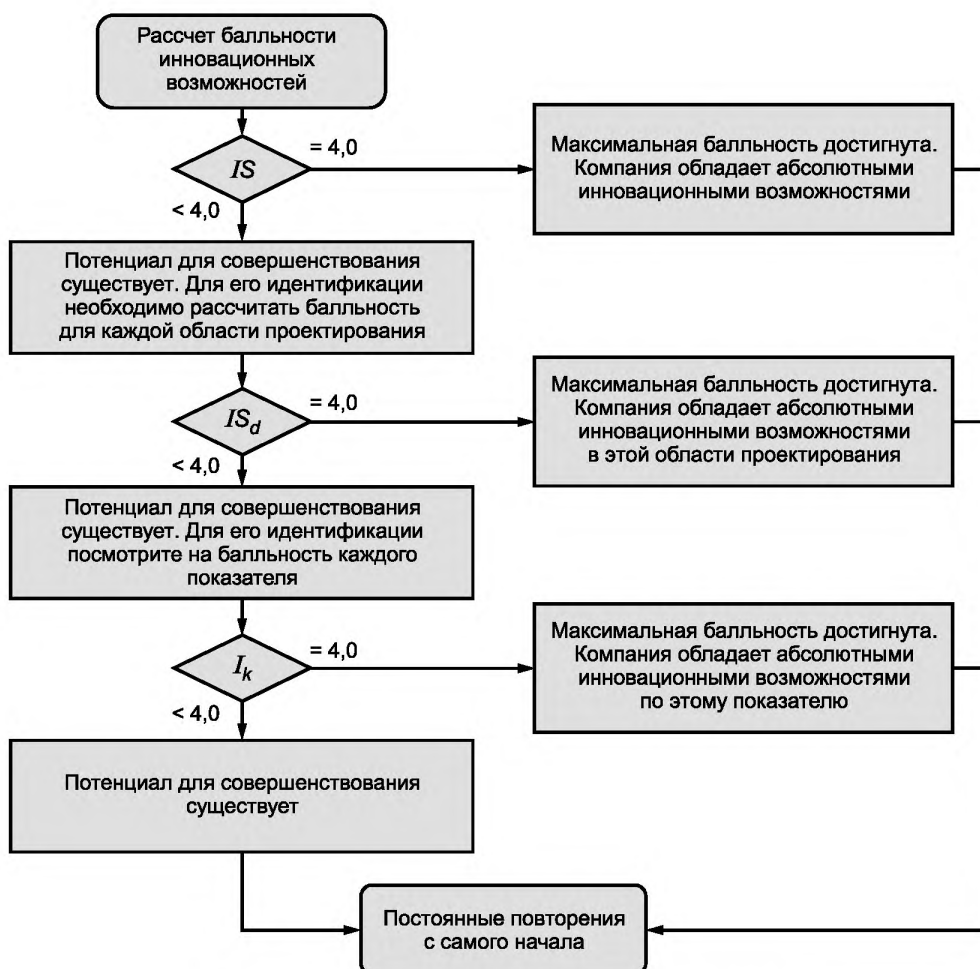 Рассчет балльности
инновационных
возможностей
IS
= 4,0
< 4,0
Максимальная балльность достигнута.
Компания обладает абсолютными
инновационными возможностями
Потенциал для совершенствования
существует. Для его идентификации
необходимо рассчитать балльность
для каждой области проектирования
IS_d
= 4,0
< 4,0
Максимальная балльность достигнута.
Компания обладает абсолютными
инновационными возможностями
в этой области проектирования
Потенциал для совершенствования
существует. Для его идентификации
посмотрите на балльность каждого
показателя
I_k
= 4,0
< 4,0
Максимальная балльность достигнута.
Компания обладает абсолютными
инновационными возможностями
по этому показателю
Потенциал для совершенствования
существует
Постоянные повторения
с самого начала